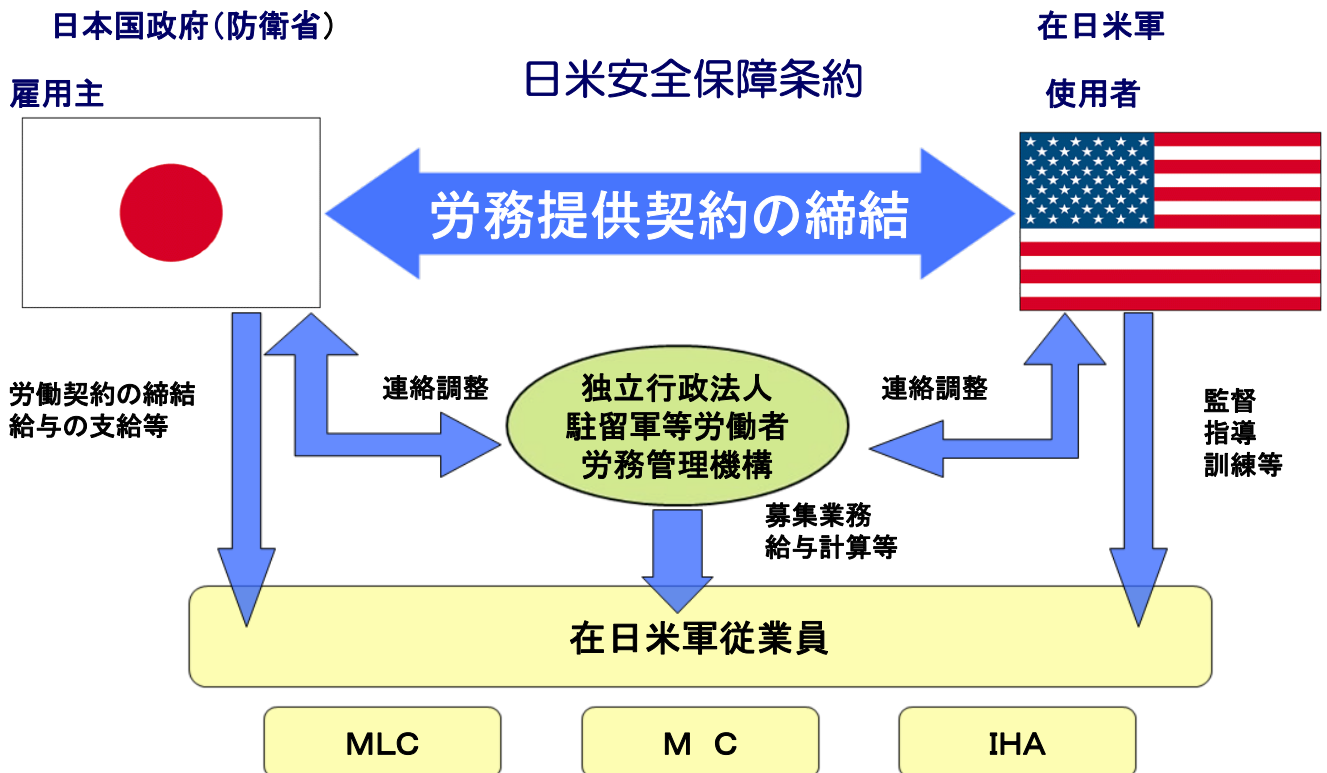 日本国政府(防衛省)
在日米軍
日米安全保障条約
雇用主
使用者
労務提供契約の締結
労働契約の締結
給与の支給等
連絡調整
独立行政法人
駐留軍等労働者
労務管理機構
連絡調整
監督
指導
訓練等
募集業務
給与計算等
在日米軍従業員
MLC
M C
IHA